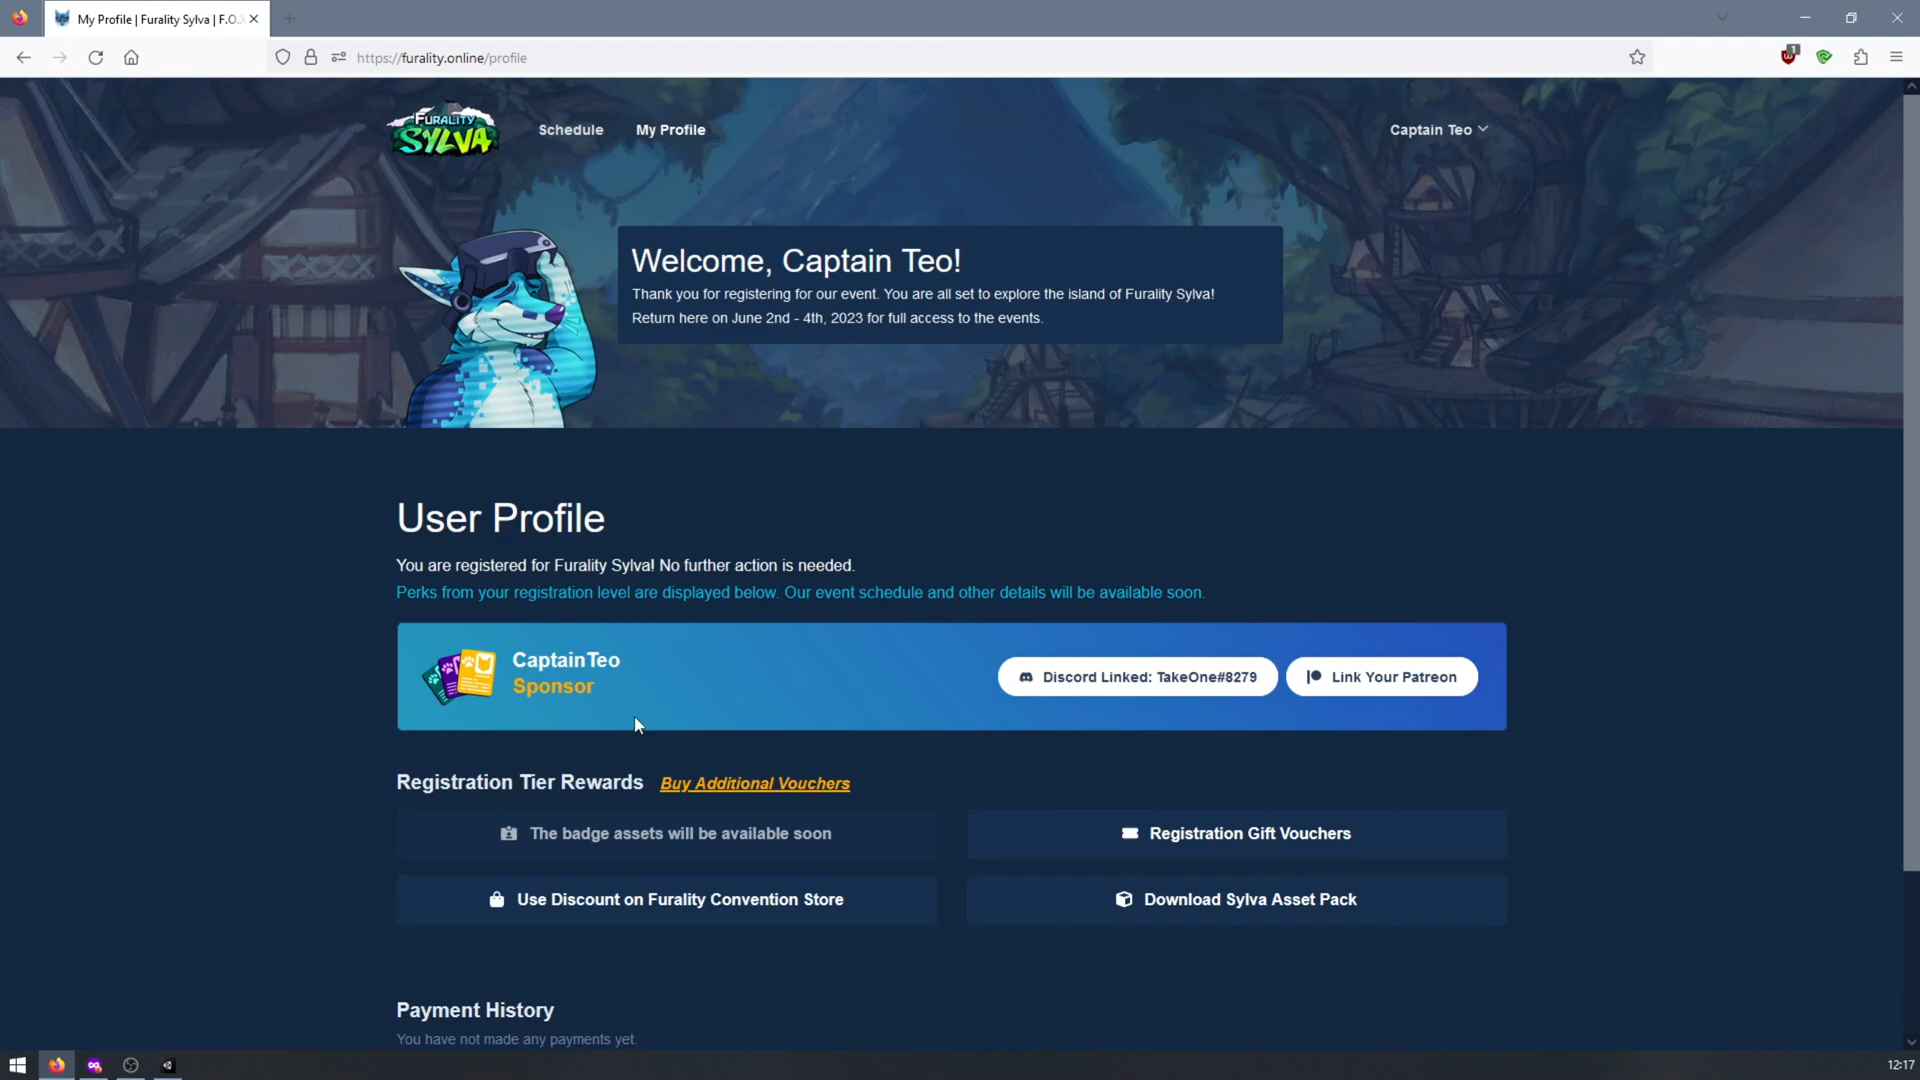 My Profile | Furality Sylva | F.O.X
https://furality.online/profile
1
FURALITY
SYLVA
Schedule
My Profile
Captain Teo
Welcome, Captain Teo!
Thank you for registering for our event. You are all set to explore the island of Furality Sylva!
Return here on June 2nd - 4th, 2023 for full access to the events.
User Profile
You are registered for Furality Sylva! No further action is needed.
Perks from your registration level are displayed below. Our event schedule and other details will be available soon.
CaptainTeo
Sponsor
Discord Linked: TakeOne#8279
Link Your Patreon
Registration Tier Rewards
Buy Additional Vouchers
The badge assets will be available soon
Registration Gift Vouchers
Use Discount on Furality Convention Store
Download Sylva Asset Pack
Payment History
You have not made any payments yet.
12:17